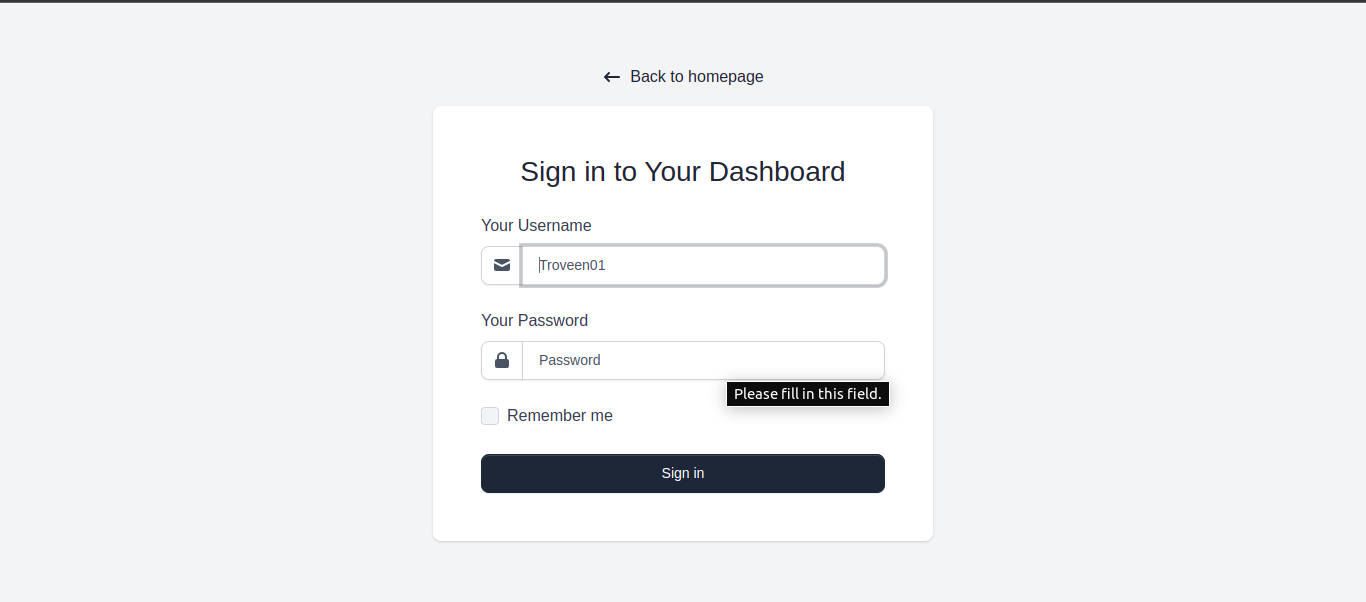 Back to homepage
Sign in to Your Dashboard
Your Username
Troveen01
Your Password
Password
Please fill in this field.
Remember me
Sign in